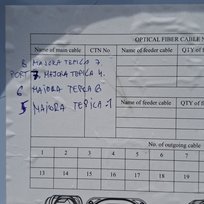 OPTICAL FIBER CABLE
Name of main cable CTN No Name of feeder cable QTY of f
8 MAJORA TEPICA 7.
PORT 7. MAJORA TEPICA 4.
6 MAJORA TEPICA 6
5 MAJORA TEPICA -1
Name of feeder cable QTY of f
No. of outgoing cable
1 2 3 4 5 6 7
13 14 15 16 17 18 19